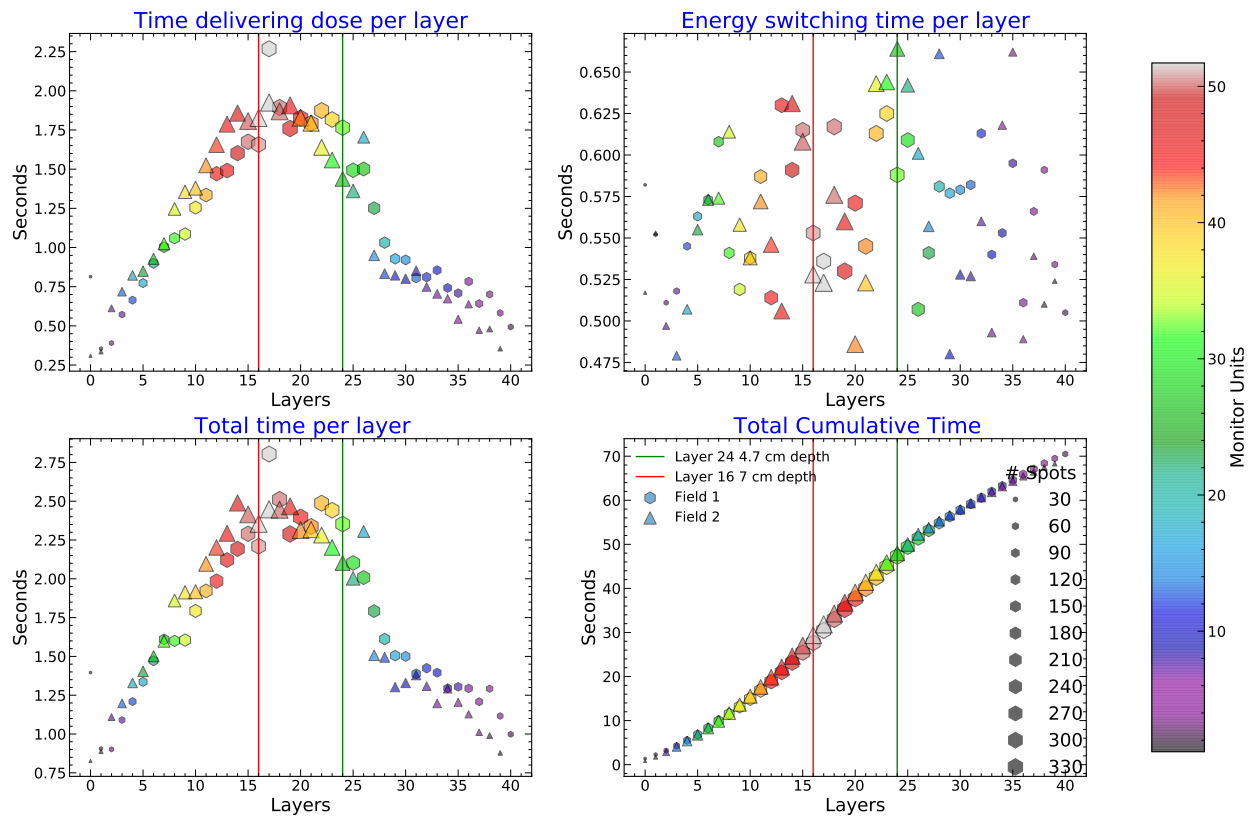 Time delivering dose per layer
Energy switching time per layer
2.25
2.00
1.75
1.50
1.25
1.00
0.75
0.50
0.25
Seconds
0 5 10 15 20 25 30 35 40
Layers
0.650
0.625
0.600
0.575
0.550
0.525
0.500
0.475
Seconds
0 5 10 15 20 25 30 35 40
Layers
Total time per layer
Total Cumulative Time
2.75
2.50
2.25
2.00
1.75
1.50
1.25
1.00
0.75
Seconds
0 5 10 15 20 25 30 35 40
Layers
70
60
50
40
30
20
10
0
Seconds
0 5 10 15 20 25 30 35 40
Layers
Layer 24 4.7 cm depth
Layer 16 7 cm depth
Field 1
Field 2
# Spots
30
60
90
120
150
180
210
240
270
300
330
50
40
30
20
10
Monitor Units